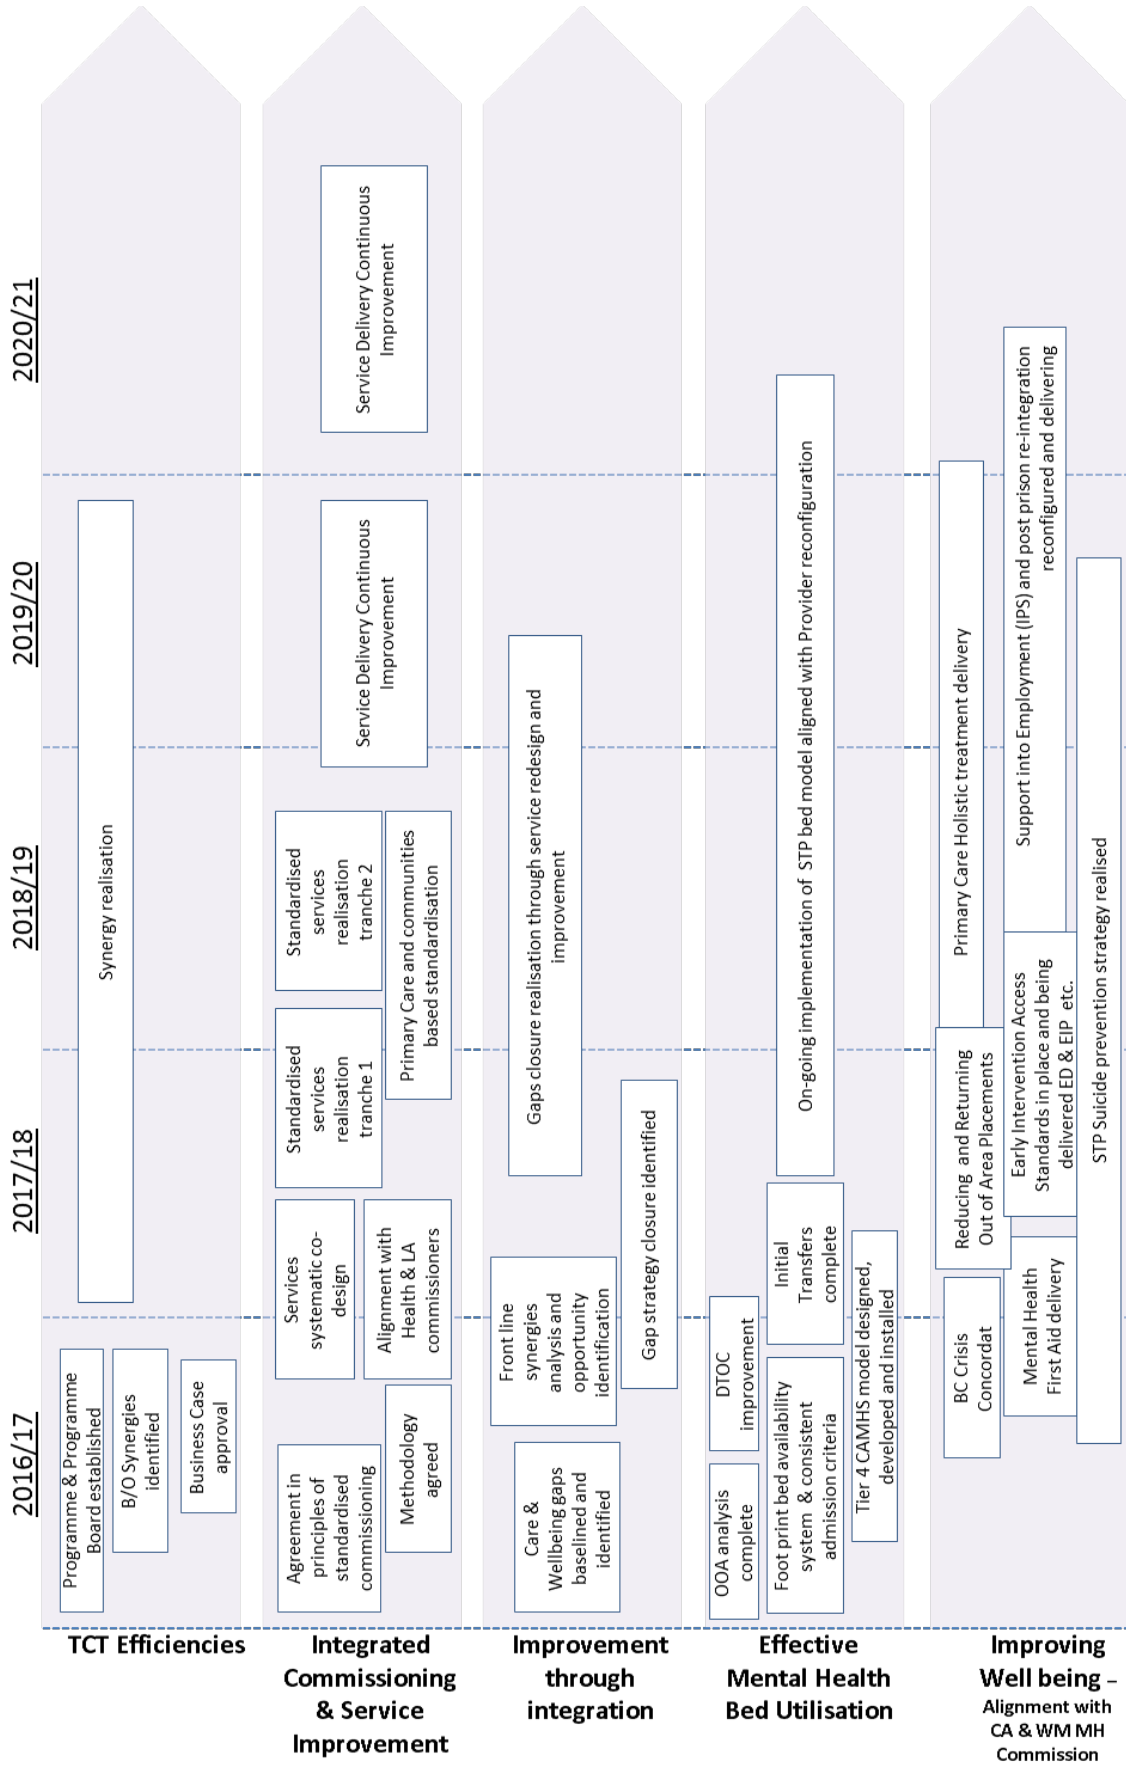 2016/17
2017/18
2018/19
2019/20
2020/21
TCT Efficiencies
Programme & Programme
Board established
B/O Synergies
identified
Business Case
approval
Synergy realisation
Integrated
Commissioning
& Service
Improvement
Agreement in
principles of
standardised
commissioning
Methodology
agreed
Services
systematic co-
design
Alignment with
Health & LA
commissioners
Standardised
services
realisation
tranche 1
Standardised
services
realisation
tranche 2
Primary Care and communities
based standardisation
Service Delivery Continuous
Improvement
Service Delivery Continuous
Improvement
Improvement
through
integration
Care &
Wellbeing gaps
baselined and
identified
Front line
synergies
analysis and
opportunity
identification
Gap strategy closure identified
Gaps closure realisation through service redesign and
improvement
Effective
Mental Health
Bed Utilisation
OOA analysis
complete
DTOC
improvement
Foot print bed availability
system & consistent
admission criteria
Initial
Transfers
complete
Tier 4 CAMHS model designed,
developed and installed
On-going implementation of STP bed model aligned with Provider reconfiguration
Improving
Well being –
Alignment with
CA & WM MH
Commission
BC Crisis
Concordat
Mental Health
First Aid delivery
Reducing and Returning
Out of Area Placements
Early Intervention Access
Standards in place and being
delivered ED & EIP etc.
Primary Care Holistic treatment delivery
Support into Employment (IPS) and post prison re-integration
reconfigured and delivering
STP Suicide prevention strategy realised